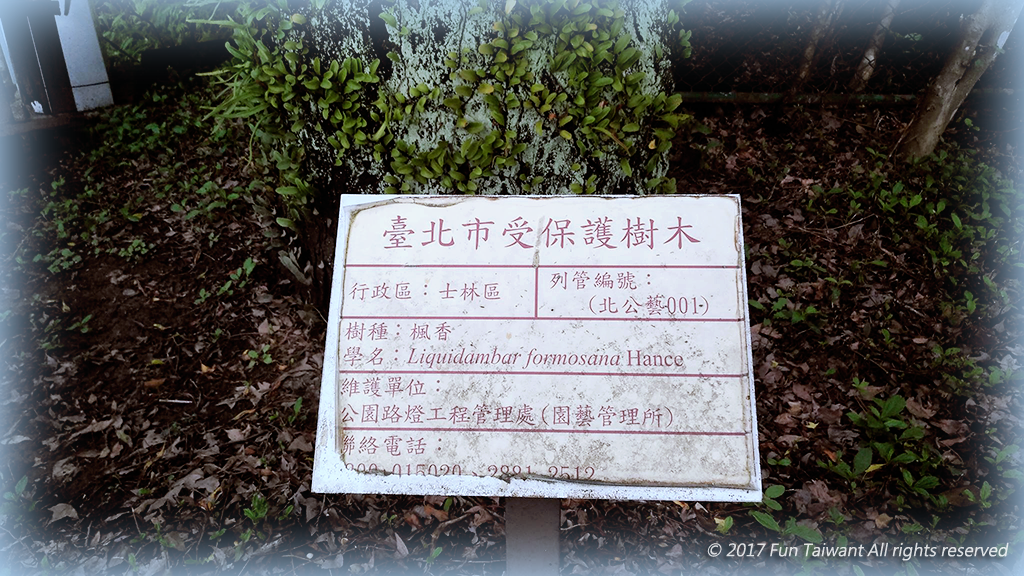 臺北市受保護樹木
行政區：士林區
列管編號：
(北公藝001)
樹種：楓香
學名：Liquidambar formosana Hance
維護單位：
公園路燈工程管理處(園藝管理所)
聯絡電話：
015020、2881-2512
© 2017 Fun Taiwant All rights reserved